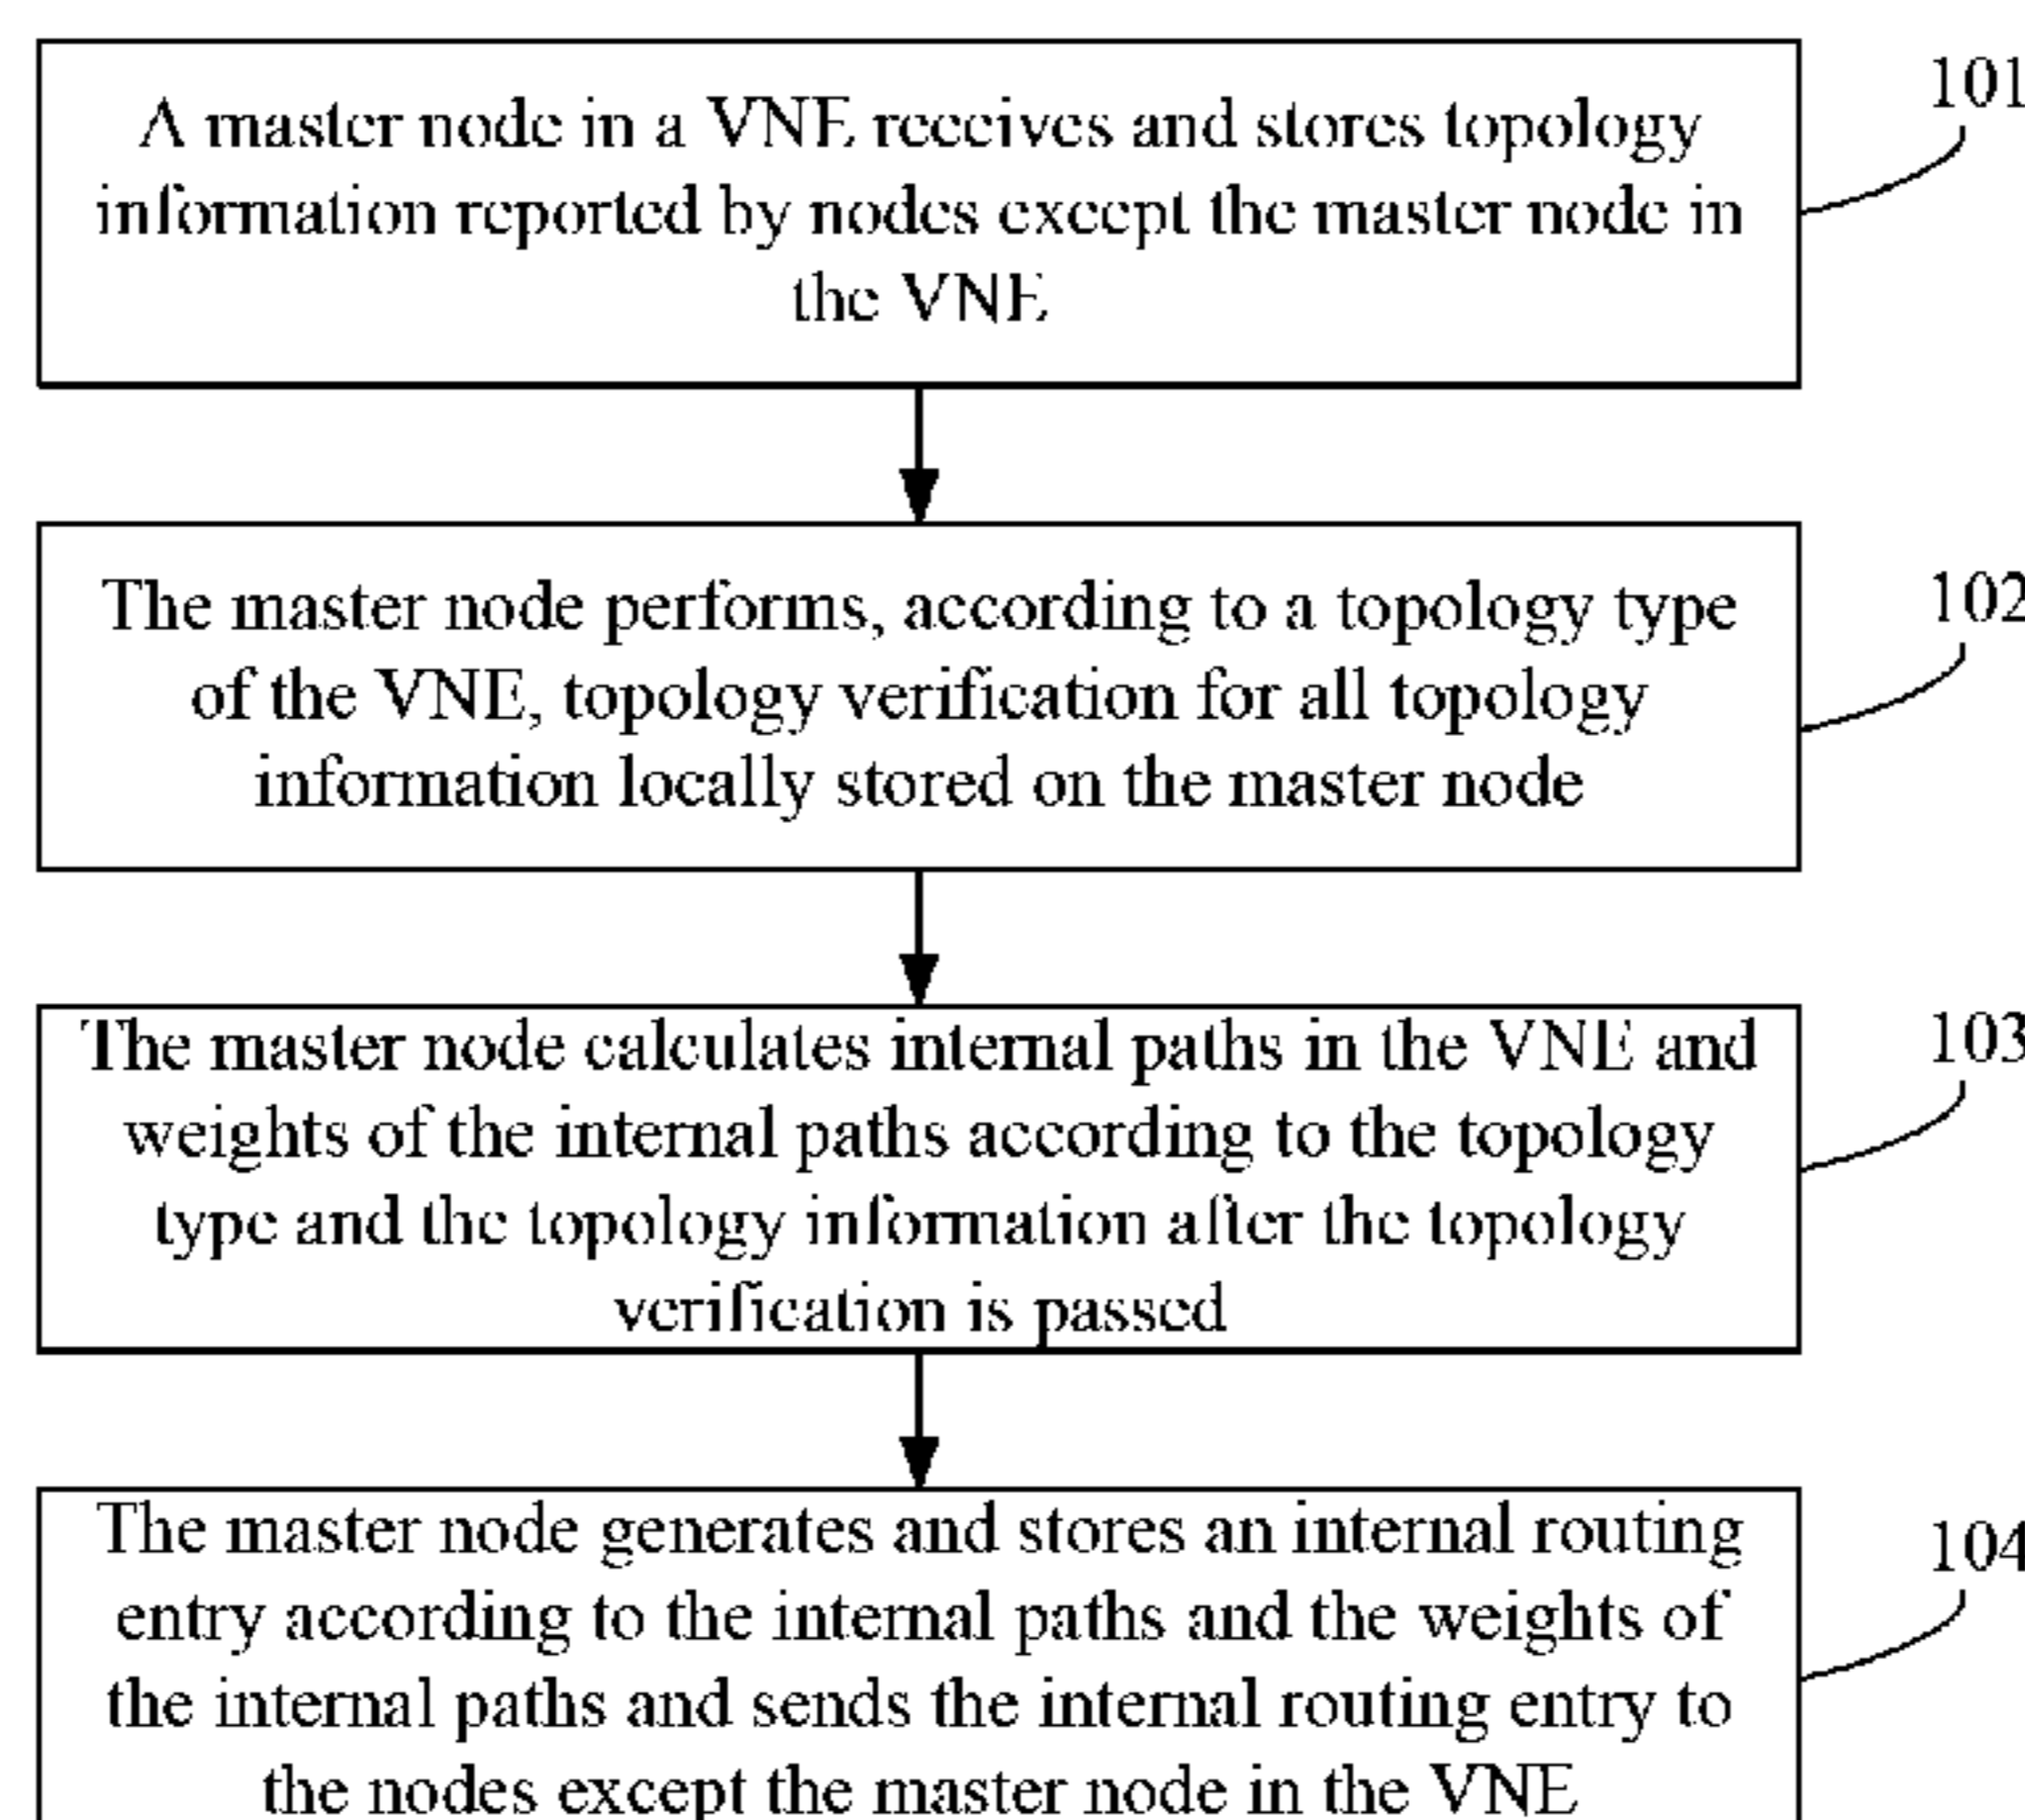 A master node in a VNE receives and stores topology
information reported by nodes except the master node in
the VNE
101
The master node performs, according to a topology type
of the VNE, topology verification for all topology
information locally stored on the master node
102
The master node calculates internal paths in the VNE and
weights of the internal paths according to the topology
type and the topology information after the topology
verification is passed
103
The master node generates and stores an internal routing
entry according to the internal paths and the weights of
the internal paths and sends the internal routing entry to
the nodes except the master node in the VNE
104